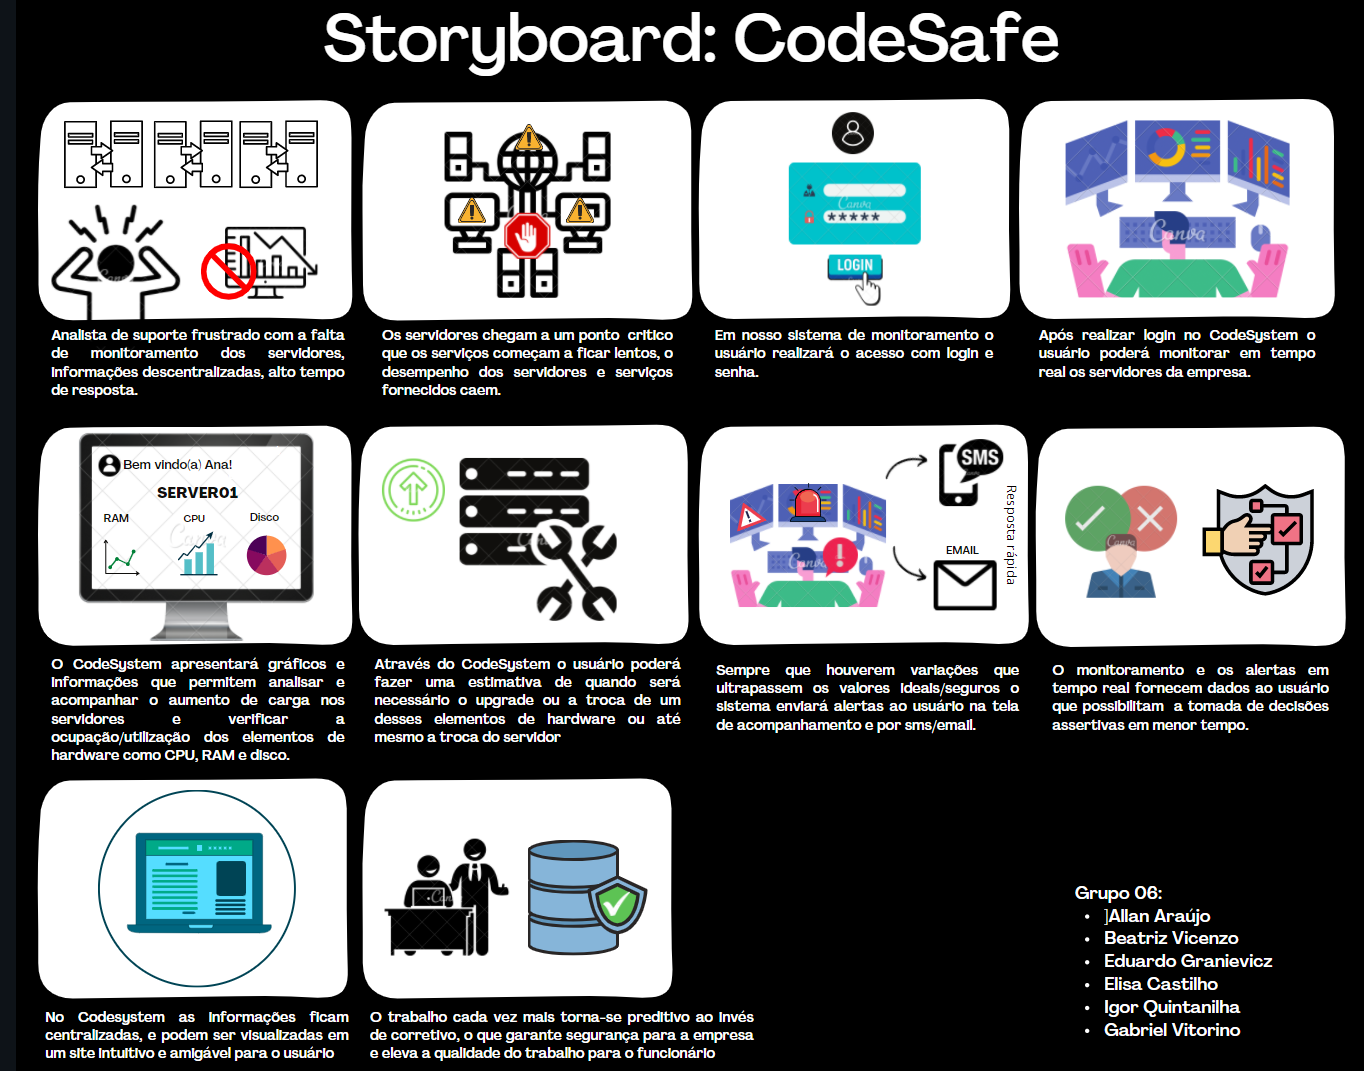 Storyboard: CodeSafe
Analista de suporte frustrado com a falta
de monitoramento dos servidores,
informações descentralizadas, alto tempo
de resposta.
Os servidores chegam a um ponto critico
que os serviços começam a ficar lentos, o
desempenho dos servidores e serviços
fornecidos caem.
*****
LOGIN
Em nosso sistema de monitoramento o
usuário realizará o acesso com login e
senha.
Canva
Após realizar login no CodeSystem o
usuário poderá monitorar em tempo
real os servidores da empresa.
Bem vindo(a) Ana!
SERVER01
RAM
CPU
Disco
O CodeSystem apresentará gráficos e
informações que permitem analisar e
acompanhar o aumento de carga nos
servidores e verificar a
ocupação/utilização dos elementos de
hardware como CPU, RAM e disco.
Através do CodeSystem o usuário poderá
fazer uma estimativa de quando será
necessário o upgrade ou a troca de um
desses elementos de hardware ou até
mesmo a troca do servidor
SMS
EMAIL
Resposta rápida
Sempre que houverem variações que
ultrapassem os valores ideais/seguros o
sistema enviará alertas ao usuário na tela
de acompanhamento e por sms/email.
O monitoramento e os alertas em
tempo real fornecem dados ao usuário
que possibilitam a tomada de decisões
assertivas em menor tempo.
No Codesystem as informações ficam
centralizadas, e podem ser visualizadas em
um site intuitivo e amigável para o usuário
O trabalho cada vez mais torna-se preditivo ao invés
de corretivo, o que garante segurança para a empresa
e eleva a qualidade do trabalho para o funcionário
Grupo 06:
• ]Allan Araújo
• Beatriz Vicenzo
• Eduardo Granievicz
• Elisa Castilho
• Igor Quintanilha
• Gabriel Vitorino